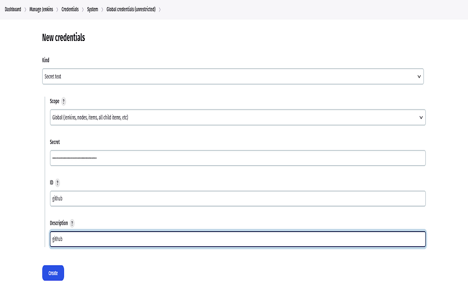 Dashboard > Manage Jenkins > Credentials > System > Global credentials (unrestricted) >
New credentials
Kind
Secret text
Scope ?
Global (Jenkins, nodes, items, all child items, etc)
Secret
ID ?
github
Description ?
github
Create